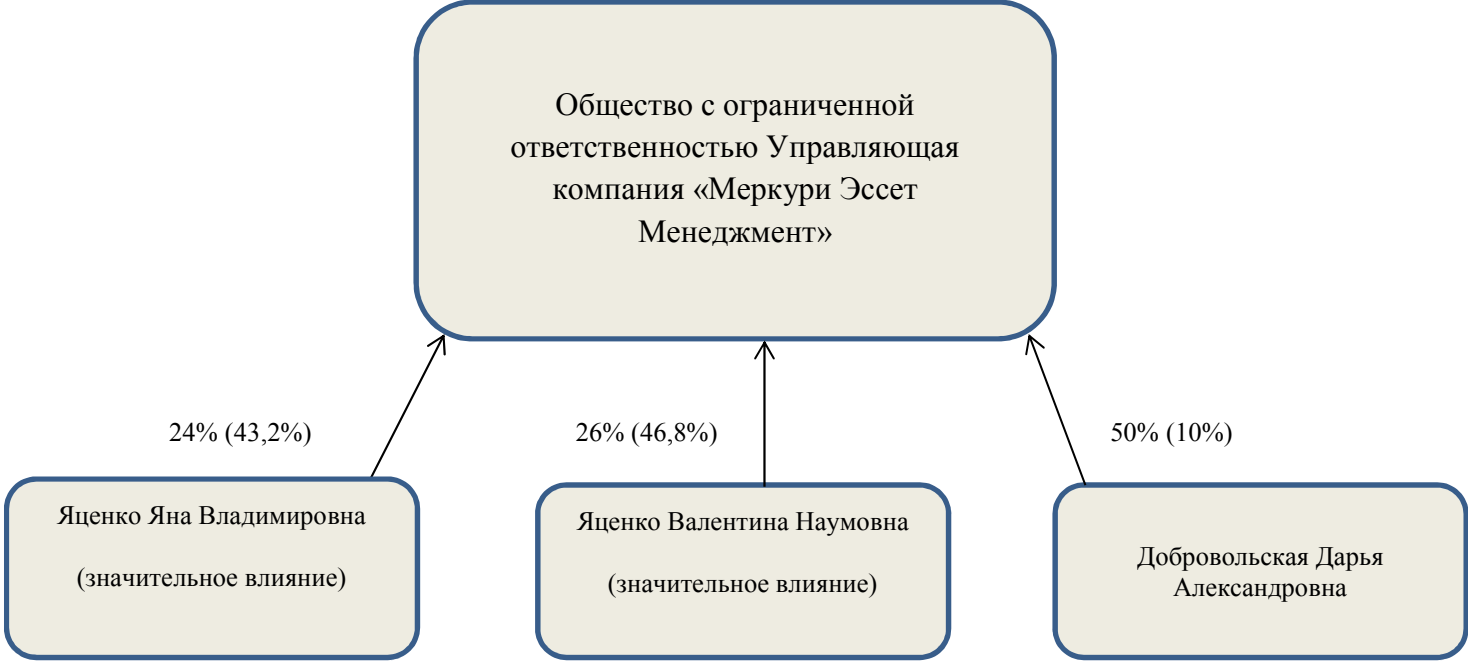 Общество с ограниченной
ответственностью Управляющая
компания «Меркури Эссет
Менеджмент»
24% (43,2%)
26% (46,8%)
50% (10%)
Яценко Яна Владимировна
(значительное влияние)
Яценко Валентина Наумовна
(значительное влияние)
Добровольская Дарья
Александровна